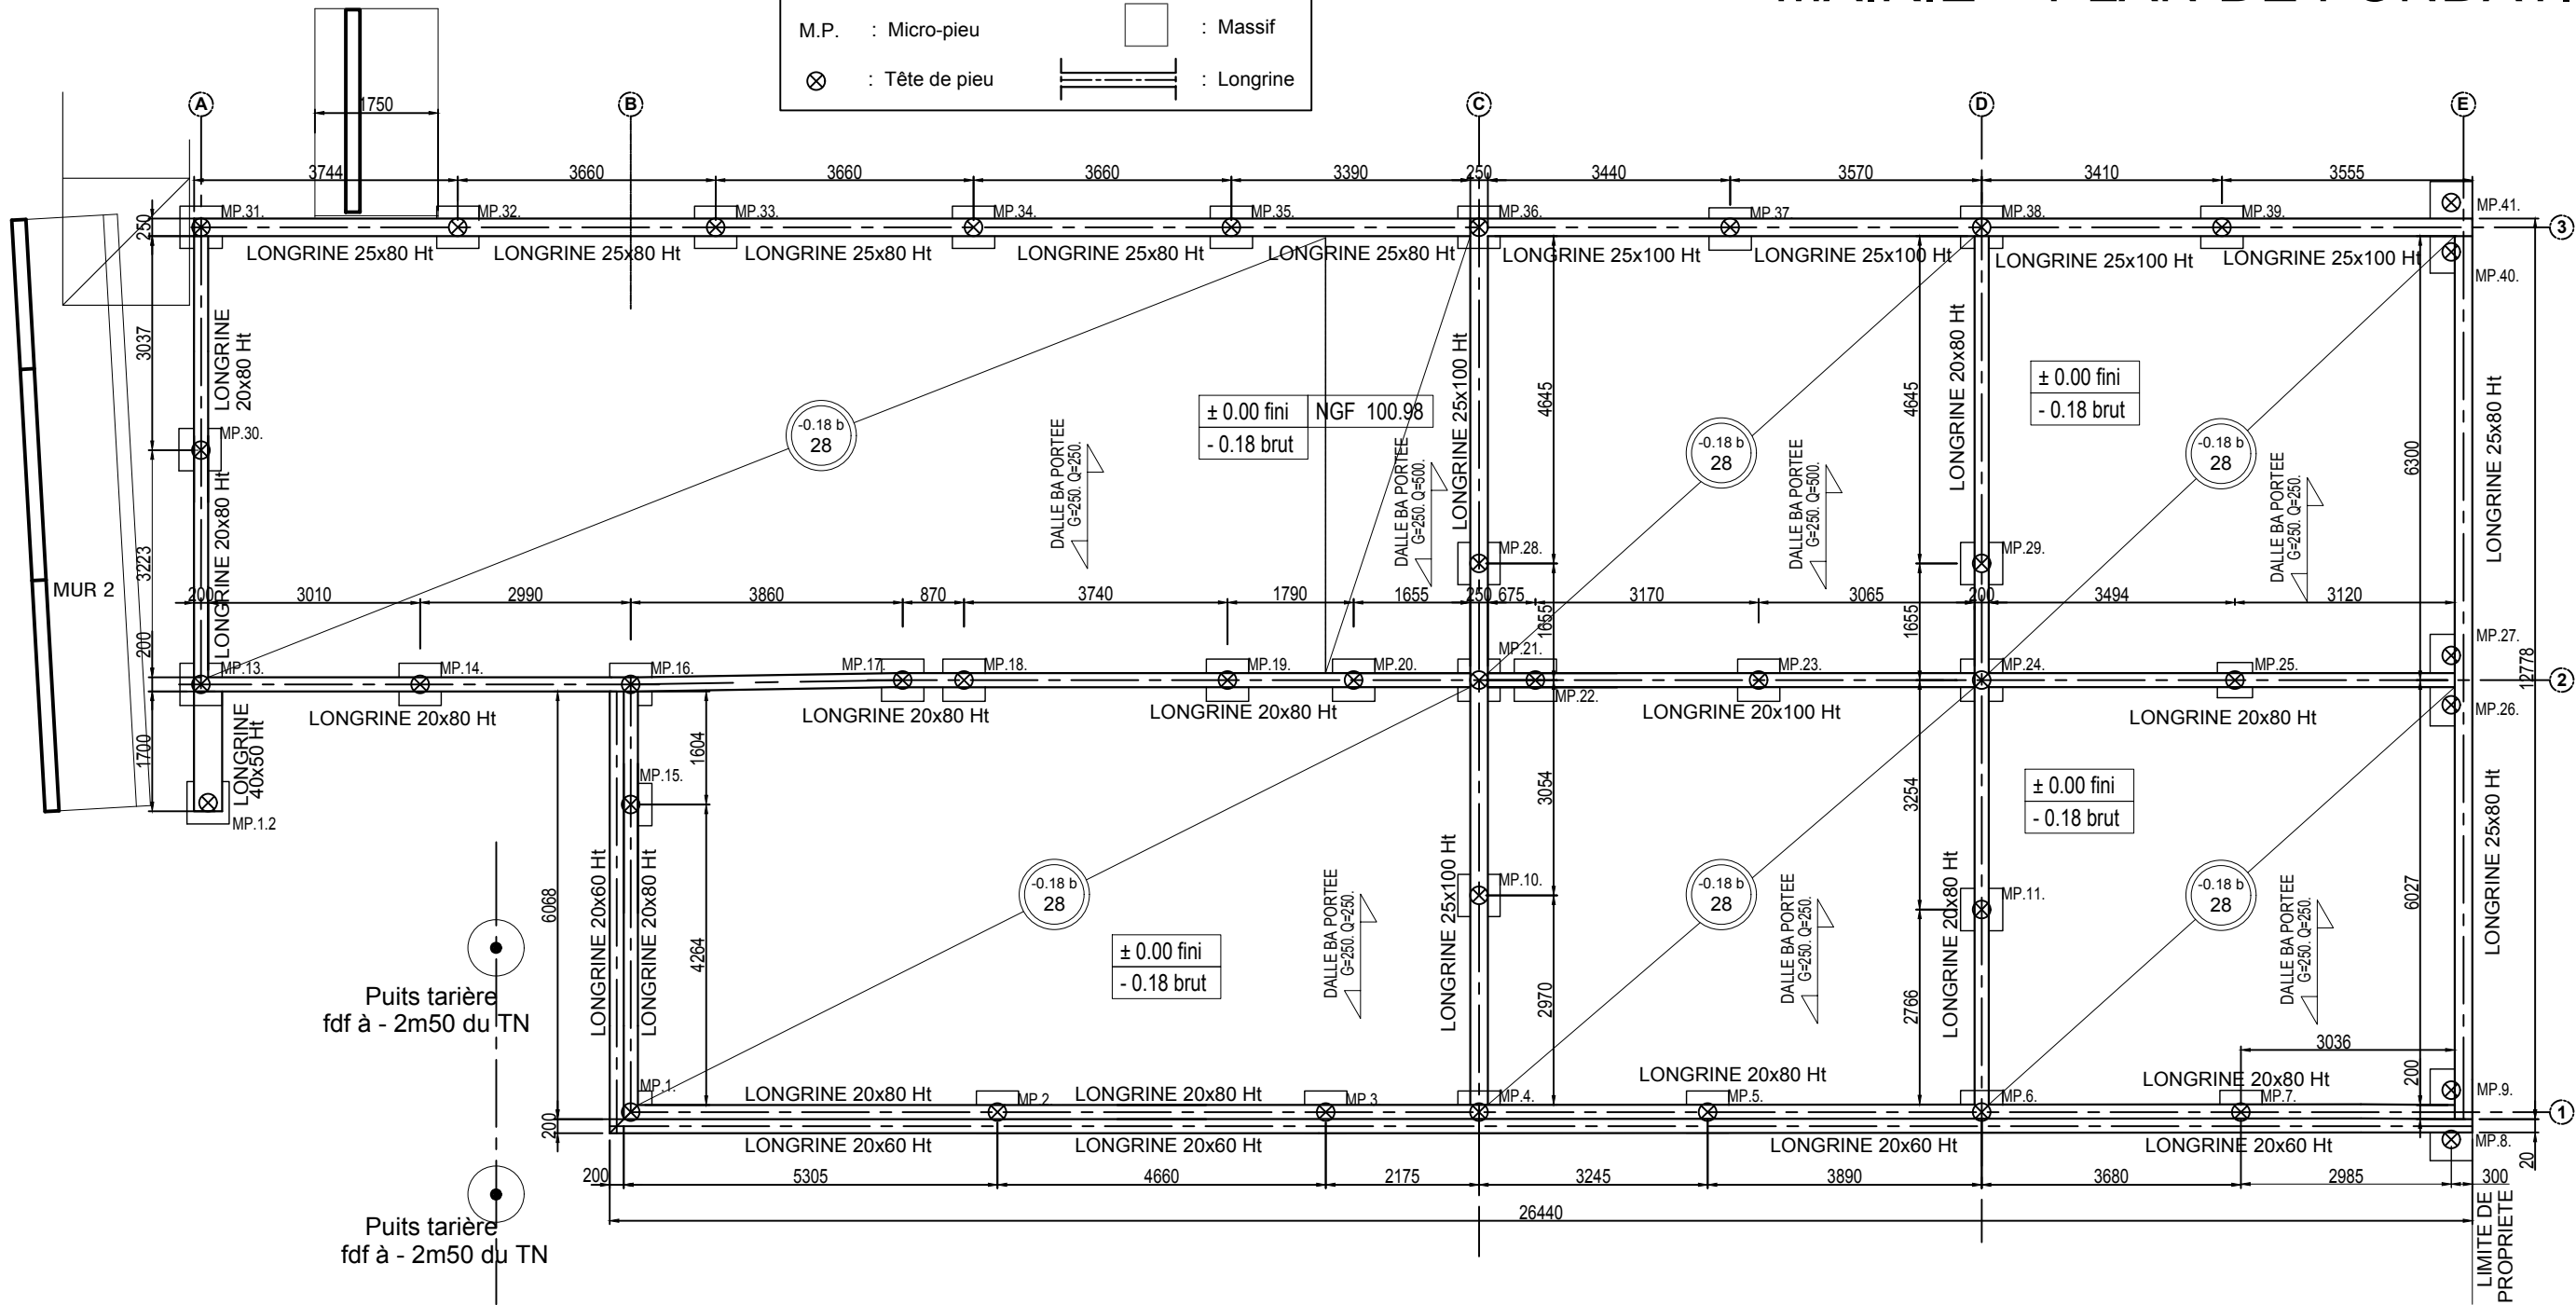 M.P. : Micro-pieu
: Massif
: Tête de pieu
: Longrine
A
B
C
D
E
1750
3744
3660
3660
3660
3390
250
3440
3570
3410
3555
MP.31.
MP.32.
MP.33.
MP.34.
MP.35.
MP.36.
MP.37
MP.38.
MP.39.
MP.41.
3
250
LONGRINE 25x80 Ht
LONGRINE 25x80 Ht
LONGRINE 25x80 Ht
LONGRINE 25x80 Ht
LONGRINE 25x80 Ht
LONGRINE 25x100 Ht
LONGRINE 25x100 Ht
LONGRINE 25x100 Ht
LONGRINE 25x100 Ht
MP.40.
3037
LONGRINE
20x80 Ht
MP.30.
LONGRINE 20x80 Ht
3223
200
MUR 2
-0.18 b
28
± 0.00 fini
NGF 100.98
- 0.18 brut
DALLE BA PORTEE
G=250. Q=250.
DALLE BA PORTEE
G=250. Q=500.
LONGRINE 25x100 Ht
4645
-0.18 b
28
DALLE BA PORTEE
G=250. Q=500.
4645
LONGRINE 20x80 Ht
± 0.00 fini
- 0.18 brut
-0.18 b
28
DALLE BA PORTEE
G=250. Q=250.
6300
LONGRINE 25x80 Ht
MP.28.
MP.29.
1655
1655
200
3010
2990
3860
870
3740
1790
1655
250
675
3170
3065
200
3494
3120
MP.13.
MP.14.
MP.16.
MP.17.
MP.18.
MP.19.
MP.20.
MP.21.
MP.22.
MP.23.
MP.24.
MP.25.
MP.27.
MP.26.
12778
2
LONGRINE 20x80 Ht
LONGRINE 20x80 Ht
LONGRINE 20x80 Ht
LONGRINE 20x100 Ht
LONGRINE 20x80 Ht
1700
LONGRINE
40x50 Ht
MP.1.2
1604
MP.15.
4264
6068
LONGRINE 20x60 Ht
LONGRINE 20x80 Ht
-0.18 b
28
± 0.00 fini
- 0.18 brut
DALLE BA PORTEE
G=250. Q=250.
LONGRINE 25x100 Ht
3054
MP.10.
2970
-0.18 b
28
DALLE BA PORTEE
G=250. Q=250.
3254
MP.11.
2766
LONGRINE 20x80 Ht
± 0.00 fini
- 0.18 brut
-0.18 b
28
DALLE BA PORTEE
G=250. Q=250.
6027
LONGRINE 25x80 Ht
3036
200
Puits tarière
fdf à - 2m50 du TN
MP.1.
LONGRINE 20x80 Ht
MP.2
LONGRINE 20x80 Ht
MP.3
MP.4.
LONGRINE 20x80 Ht
MP.5.
MP.6.
LONGRINE 20x80 Ht
MP.7.
MP.9.
1
200
LONGRINE 20x60 Ht
LONGRINE 20x60 Ht
LONGRINE 20x60 Ht
LONGRINE 20x60 Ht
MP.8.
20
200
5305
4660
2175
3245
3890
3680
2985
300
26440
LIMITE DE
PROPRIETE
Puits tarière
fdf à - 2m50 du TN